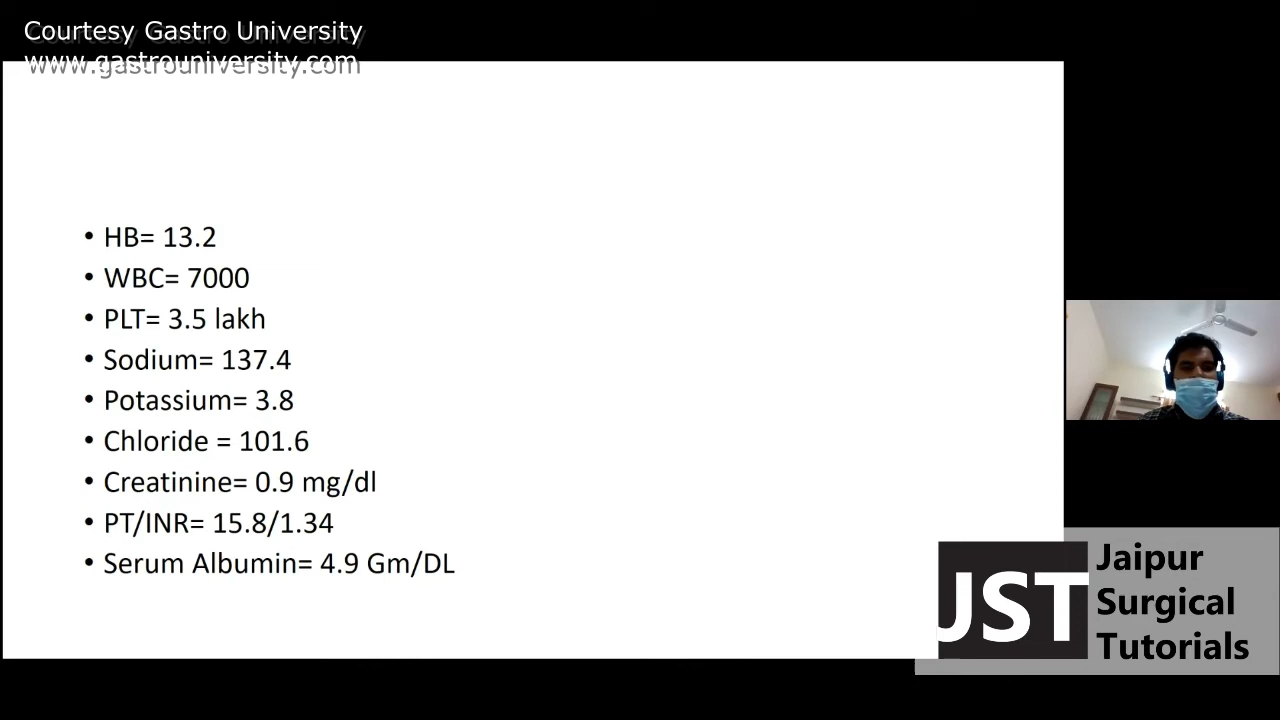 Courtesy Gastro University
www.gastrouniversity.com
• HB= 13.2
• WBC= 7000
• PLT= 3.5 lakh
• Sodium= 137.4
• Potassium= 3.8
• Chloride = 101.6
• Creatinine= 0.9 mg/dl
• PT/INR= 15.8/1.34
• Serum Albumin= 4.9 Gm/DL
JST
Jaipur
Surgical
Tutorials